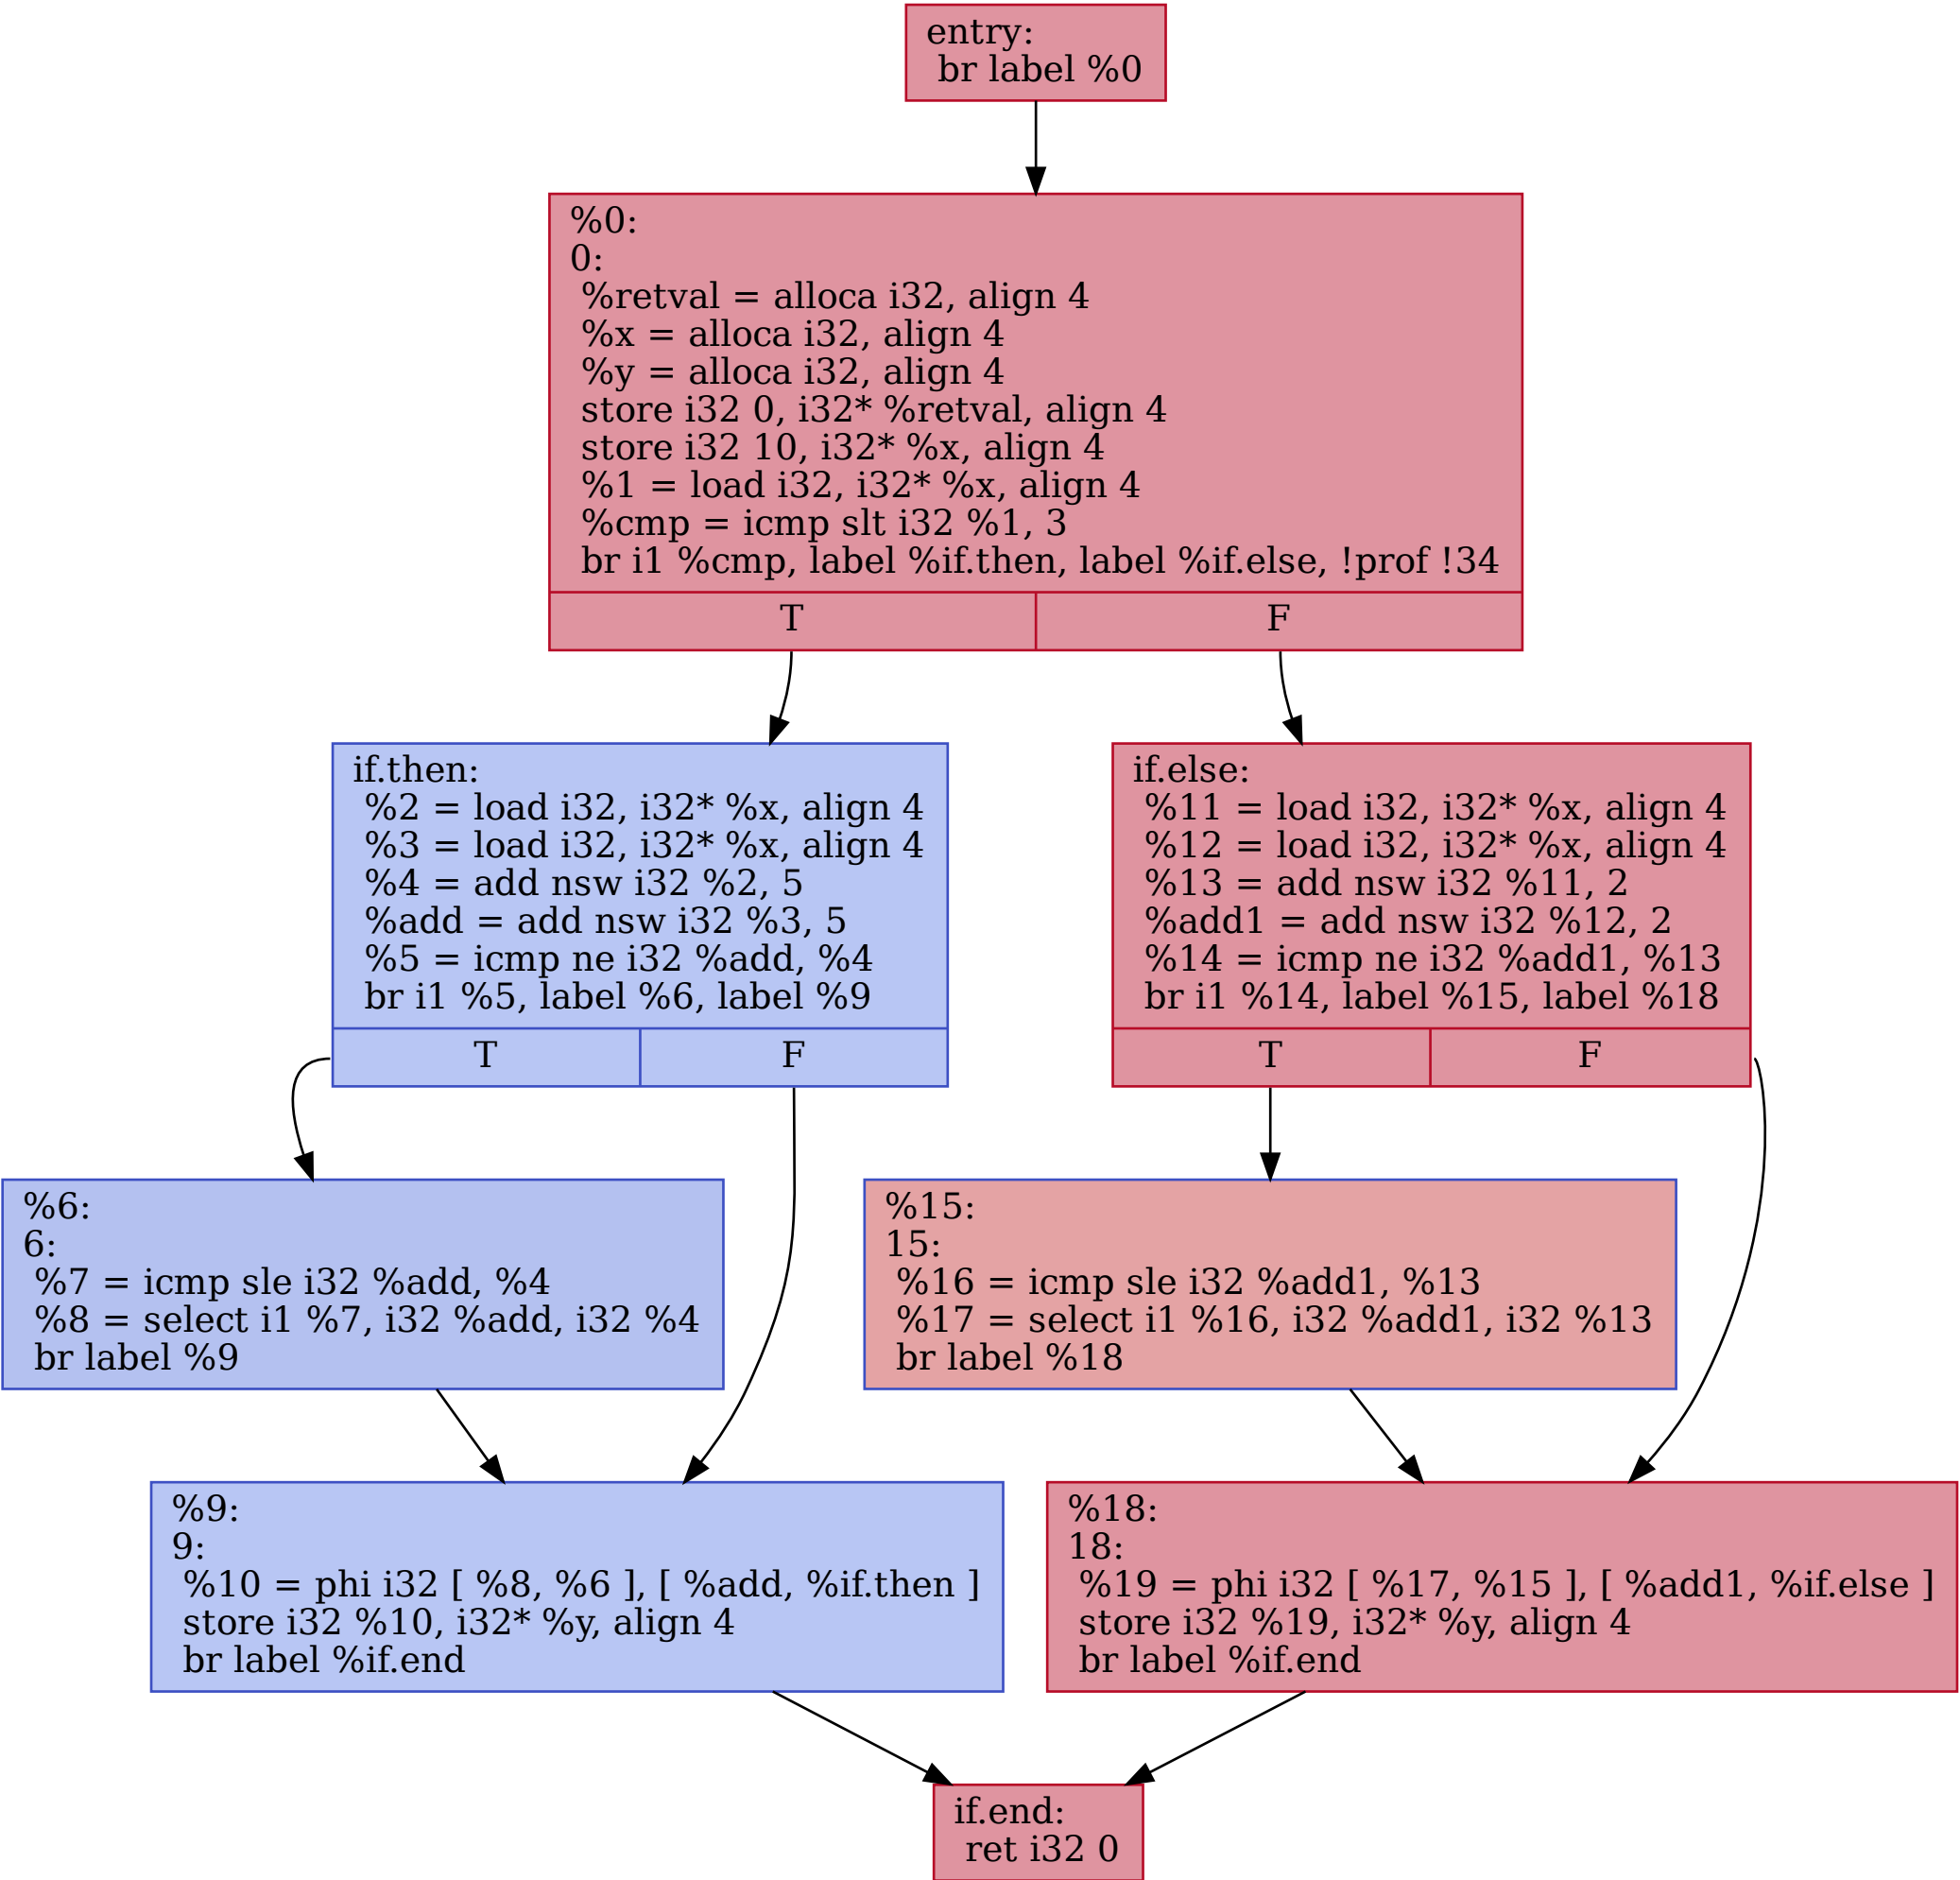 entry:
br label %0
%0:
0:
%retval = alloca i32, align 4
%x = alloca i32, align 4
%y = alloca i32, align 4
store i32 0, i32* %retval, align 4
store i32 10, i32* %x, align 4
%1 = load i32, i32* %x, align 4
%cmp = icmp slt i32 %1, 3
br i1 %cmp, label %if.then, label %if.else, !prof !34
T
F
if.then:
%2 = load i32, i32* %x, align 4
%3 = load i32, i32* %x, align 4
%4 = add nsw i32 %2, 5
%add = add nsw i32 %3, 5
%5 = icmp ne i32 %add, %4
br i1 %5, label %6, label %9
T
F
if.else:
%11 = load i32, i32* %x, align 4
%12 = load i32, i32* %x, align 4
%13 = add nsw i32 %11, 2
%add1 = add nsw i32 %12, 2
%14 = icmp ne i32 %add1, %13
br i1 %14, label %15, label %18
T
F
%6:
6:
%7 = icmp sle i32 %add, %4
%8 = select i1 %7, i32 %add, i32 %4
br label %9
%15:
15:
%16 = icmp sle i32 %add1, %13
%17 = select i1 %16, i32 %add1, i32 %13
br label %18
%9:
9:
%10 = phi i32 [ %8, %6 ], [ %add, %if.then ]
store i32 %10, i32* %y, align 4
br label %if.end
%18:
18:
%19 = phi i32 [ %17, %15 ], [ %add1, %if.else ]
store i32 %19, i32* %y, align 4
br label %if.end
if.end:
ret i32 0